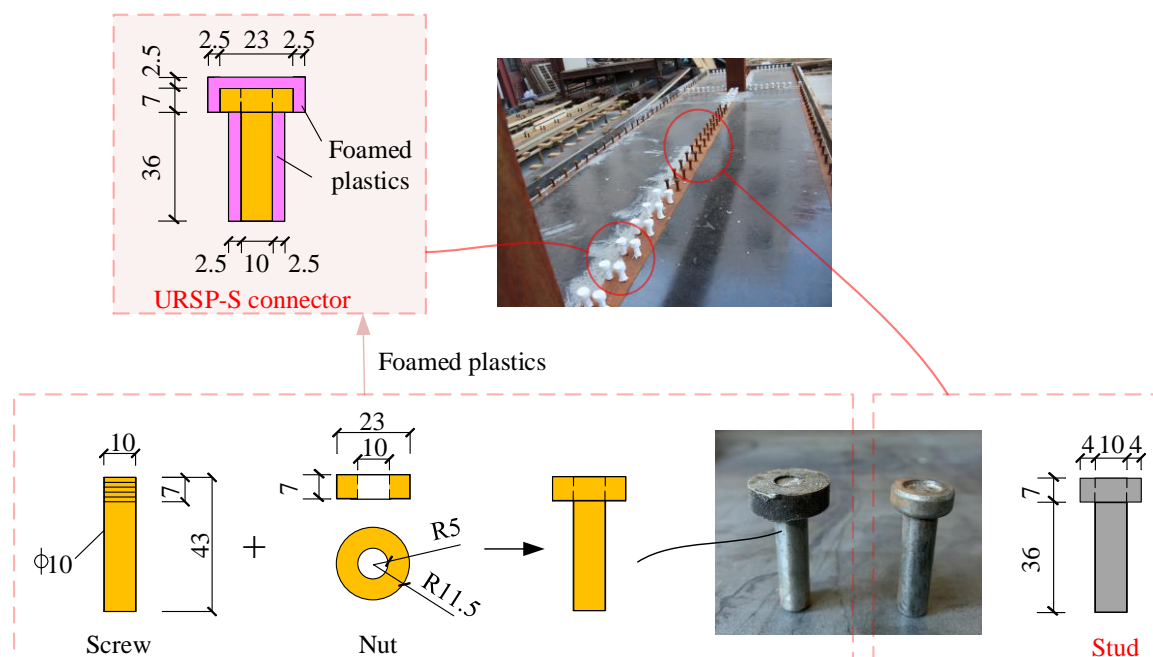 2.5 23 2.5
2.5
7
36
Foamed
plastics
2.5 10 2.5
URSP-S connector
Foamed plastics
10
7
43
ϕ10
Screw
+
23
10
7
R5
R11.5
Nut
4 10 4
7
36
Stud